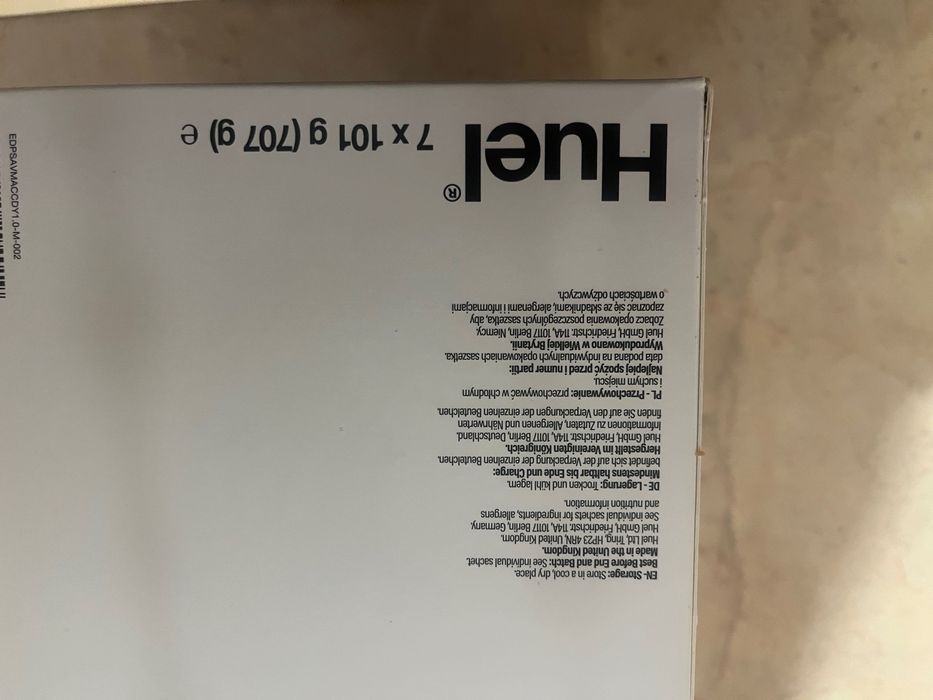 Huel®
7 x 101 g (707 g) e
EN- Storage: Store in a cool, dry place.
Best Before End and Batch: See individual sachet.
Made in the United Kingdom.
Huel Ltd, Tring, HP23 4RN, United Kingdom.
Huel GmbH, Friedrichstr. 114A, 10117 Berlin, Germany.
See individual sachets for ingredients, allergens
and nutrition information.
DE - Lagerung: Trocken und kühl lagern.
Mindestens haltbar bis Ende und Charge:
befindet sich auf der Verpackung der einzelnen Beutelchen.
Hergestellt im Vereinigten Königreich.
Huel GmbH, Friedrichstr. 114A, 10117 Berlin, Deutschland.
Informationen zu Zutaten, Allergenen und Nährwerten
finden Sie auf den Verpackungen der einzelnen Beutelchen.
PL - Przechowywanie: przechowywać w chłodnym
i suchym miejscu.
Najlepiej spożyć przed i numer partii:
data podana na indywidualnych opakowaniach saszetka.
Wyprodukowano w Wielkiej Brytanii.
Huel GmbH, Friedrichstr. 114A, 10117 Berlin, Niemcy.
Zobacz opakowania poszczególnych saszetka, aby
zapoznać się ze składnikami, alergenami i informacjami
o wartościach odżywczych.
EDPSAVMACCDY1.0-M-002